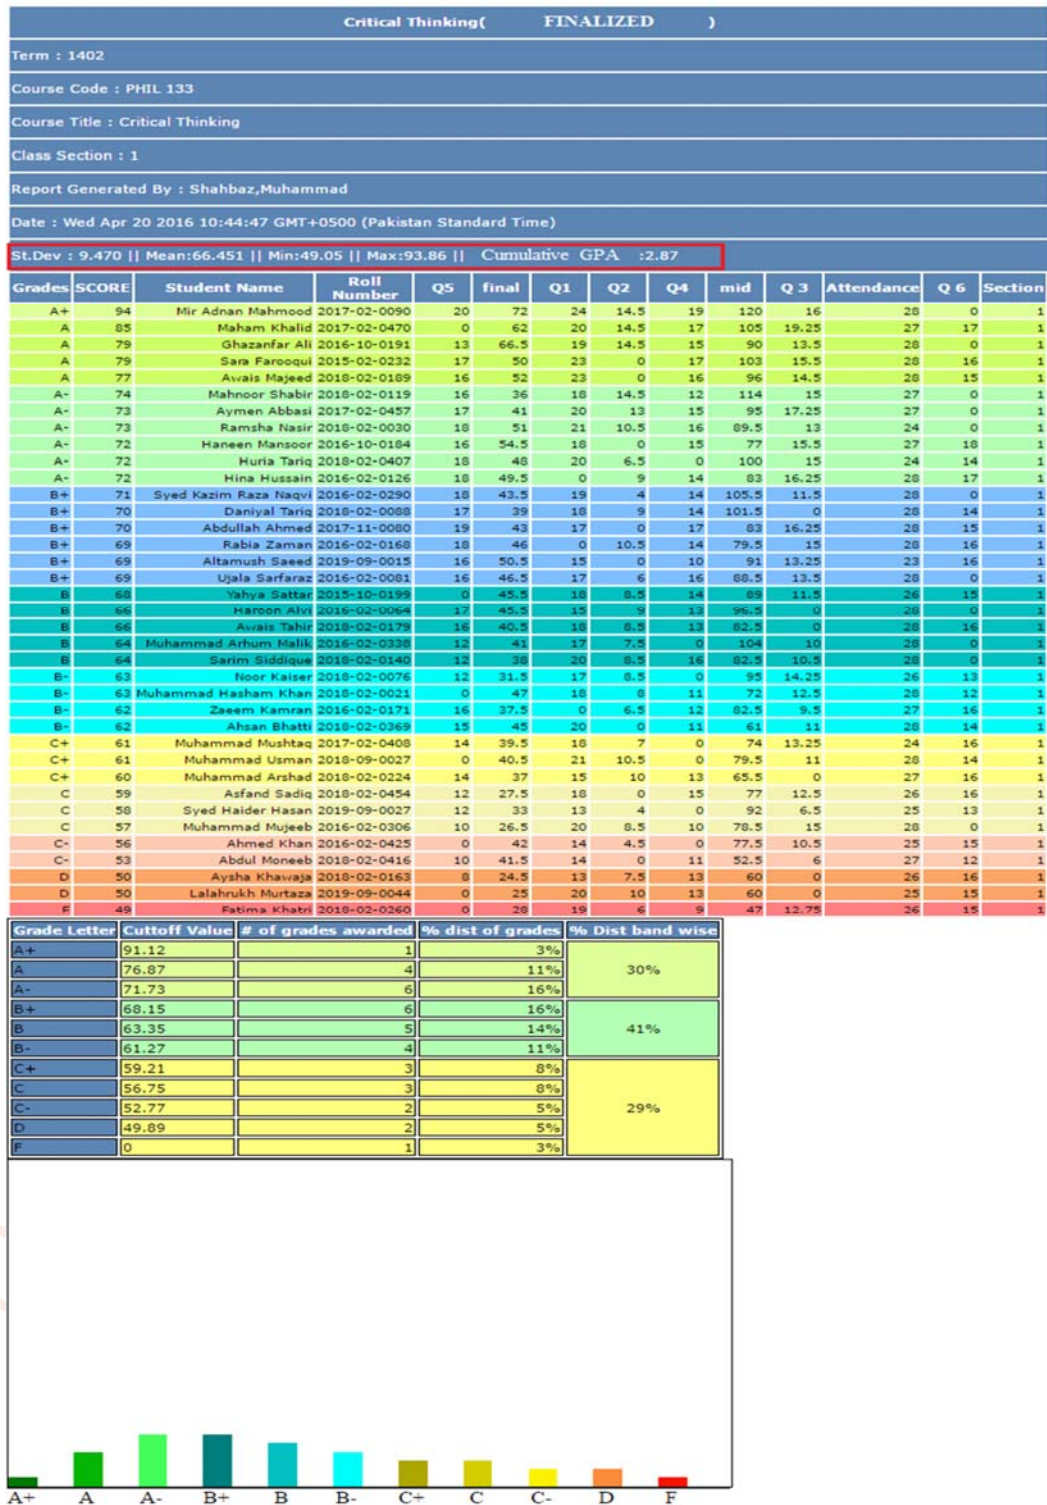 Critical Thinking( FINALIZED )
Term : 1402
Course Code : PHIL 133
Course Title : Critical Thinking
Class Section : 1
Report Generated By : Shahbaz,Muhammad
Date : Wed Apr 20 2016 10:44:47 GMT+0500 (Pakistan Standard Time)
St.Dev : 9.470 || Mean:66.451 || Min:49.05 || Max:93.86 || Cumulative GPA :2.87
Grades SCORE Student Name Roll Number Q5 final Q1 Q2 Q4 mid Q 3 Attendance Q 6 Section
A+ 94 Mir Adnan Mahmood 2017-02-0090 20 72 24 14.5 19 120 16 28 0 1
A 85 Maham Khalid 2017-02-0470 0 62 20 14.5 17 105 19.25 27 17 1
A 79 Ghazanfar Ali 2016-10-0191 13 66.5 19 14.5 15 90 13.5 28 0 1
A 79 Sara Farooqui 2015-02-0232 17 50 23 0 17 103 15.5 28 16 1
A 77 Awais Majeed 2018-02-0189 16 52 23 0 16 96 14.5 28 15 1
A- 74 Mahnoor Shabir 2018-02-0119 16 36 18 14.5 12 114 15 27 0 1
A- 73 Aymen Abbasi 2017-02-0457 17 41 20 13 15 95 17.25 27 0 1
A- 73 Ramsha Nasir 2018-02-0030 18 51 21 10.5 16 89.5 13 24 0 1
A- 72 Haneen Mansoor 2016-10-0184 16 54.5 18 0 15 77 15.5 27 18 1
A- 72 Huria Tariq 2018-02-0407 18 48 20 6.5 0 100 15 24 14 1
A- 72 Hina Hussain 2016-02-0126 18 49.5 0 9 14 83 16.25 28 17 1
B+ 71 Syed Kazim Raza Naqvi 2016-02-0290 18 43.5 19 4 14 105.5 11.5 28 0 1
B+ 70 Daniyal Tariq 2018-02-0088 17 39 18 9 14 101.5 0 28 14 1
B+ 70 Abdullah Ahmed 2017-11-0080 19 43 17 0 17 83 16.25 28 15 1
B+ 69 Rabia Zaman 2016-02-0168 18 46 0 10.5 14 79.5 15 28 16 1
B+ 69 Altamush Saeed 2019-09-0015 16 50.5 15 0 10 91 13.25 23 16 1
B+ 69 Ujala Sarfaraz 2016-02-0081 16 46.5 17 6 16 88.5 13.5 28 0 1
B 68 Yahya Sattar 2015-10-0199 0 45.5 18 8.5 14 89 11.5 26 15 1
B 66 Haroon Alvi 2016-02-0064 17 45.5 15 9 13 96.5 0 28 0 1
B 66 Awais Tahir 2018-02-0179 16 40.5 18 8.5 13 82.5 0 28 16 1
B 64 Muhammad Arhum Malik 2016-02-0338 12 41 17 7.5 0 104 10 28 0 1
B 64 Sarim Siddique 2018-02-0140 12 38 20 8.5 16 82.5 10.5 28 0 1
B- 63 Noor Kaiser 2018-02-0076 12 31.5 17 8.5 0 95 14.25 26 13 1
B- 63 Muhammad Hasham Khan 2018-02-0021 0 47 18 8 11 72 12.5 28 12 1
B- 62 Zaeem Kamran 2016-02-0171 16 37.5 0 6.5 12 82.5 9.5 27 16 1
B- 62 Ahsan Bhatti 2018-02-0369 15 45 20 0 11 61 11 28 14 1
C+ 61 Muhammad Mushtaq 2017-02-0408 14 39.5 18 7 0 74 13.25 24 16 1
C+ 61 Muhammad Usman 2018-09-0027 0 40.5 21 10.5 0 79.5 11 28 14 1
C+ 60 Muhammad Arshad 2018-02-0224 14 37 15 10 13 65.5 0 27 16 1
C 59 Asfand Sadiq 2018-02-0454 12 27.5 18 0 15 77 12.5 26 16 1
C 58 Syed Haider Hasan 2019-09-0027 12 33 13 4 0 92 6.5 25 13 1
C 57 Muhammad Mujeeb 2016-02-0306 10 26.5 20 8.5 10 78.5 15 28 0 1
C- 56 Ahmed Khan 2016-02-0425 0 42 14 4.5 0 77.5 10.5 25 15 1
C- 53 Abdul Moneeb 2018-02-0416 10 41.5 14 0 11 52.5 6 27 12 1
D 50 Aysha Khawaja 2018-02-0163 8 24.5 13 7.5 13 60 0 26 16 1
D 50 Lalahrukh Murtaza 2019-09-0044 0 25 20 10 13 60 0 25 15 1
F 49 Fatima Khatri 2018-02-0260 0 28 19 6 9 47 12.75 26 15 1
Grade Letter Cuttoff Value # of grades awarded % dist of grades % Dist band wise
A+ 91.12 1 3%
A 76.87 4 11% 30%
A- 71.73 6 16%
B+ 68.15 6 16%
B 63.35 5 14% 41%
B- 61.27 4 11%
C+ 59.21 3 8%
C 56.75 3 8%
C- 52.77 2 5% 29%
D 49.89 2 5%
F 0 1 3%
A+ A A- B+ B B- C+ C C- D F